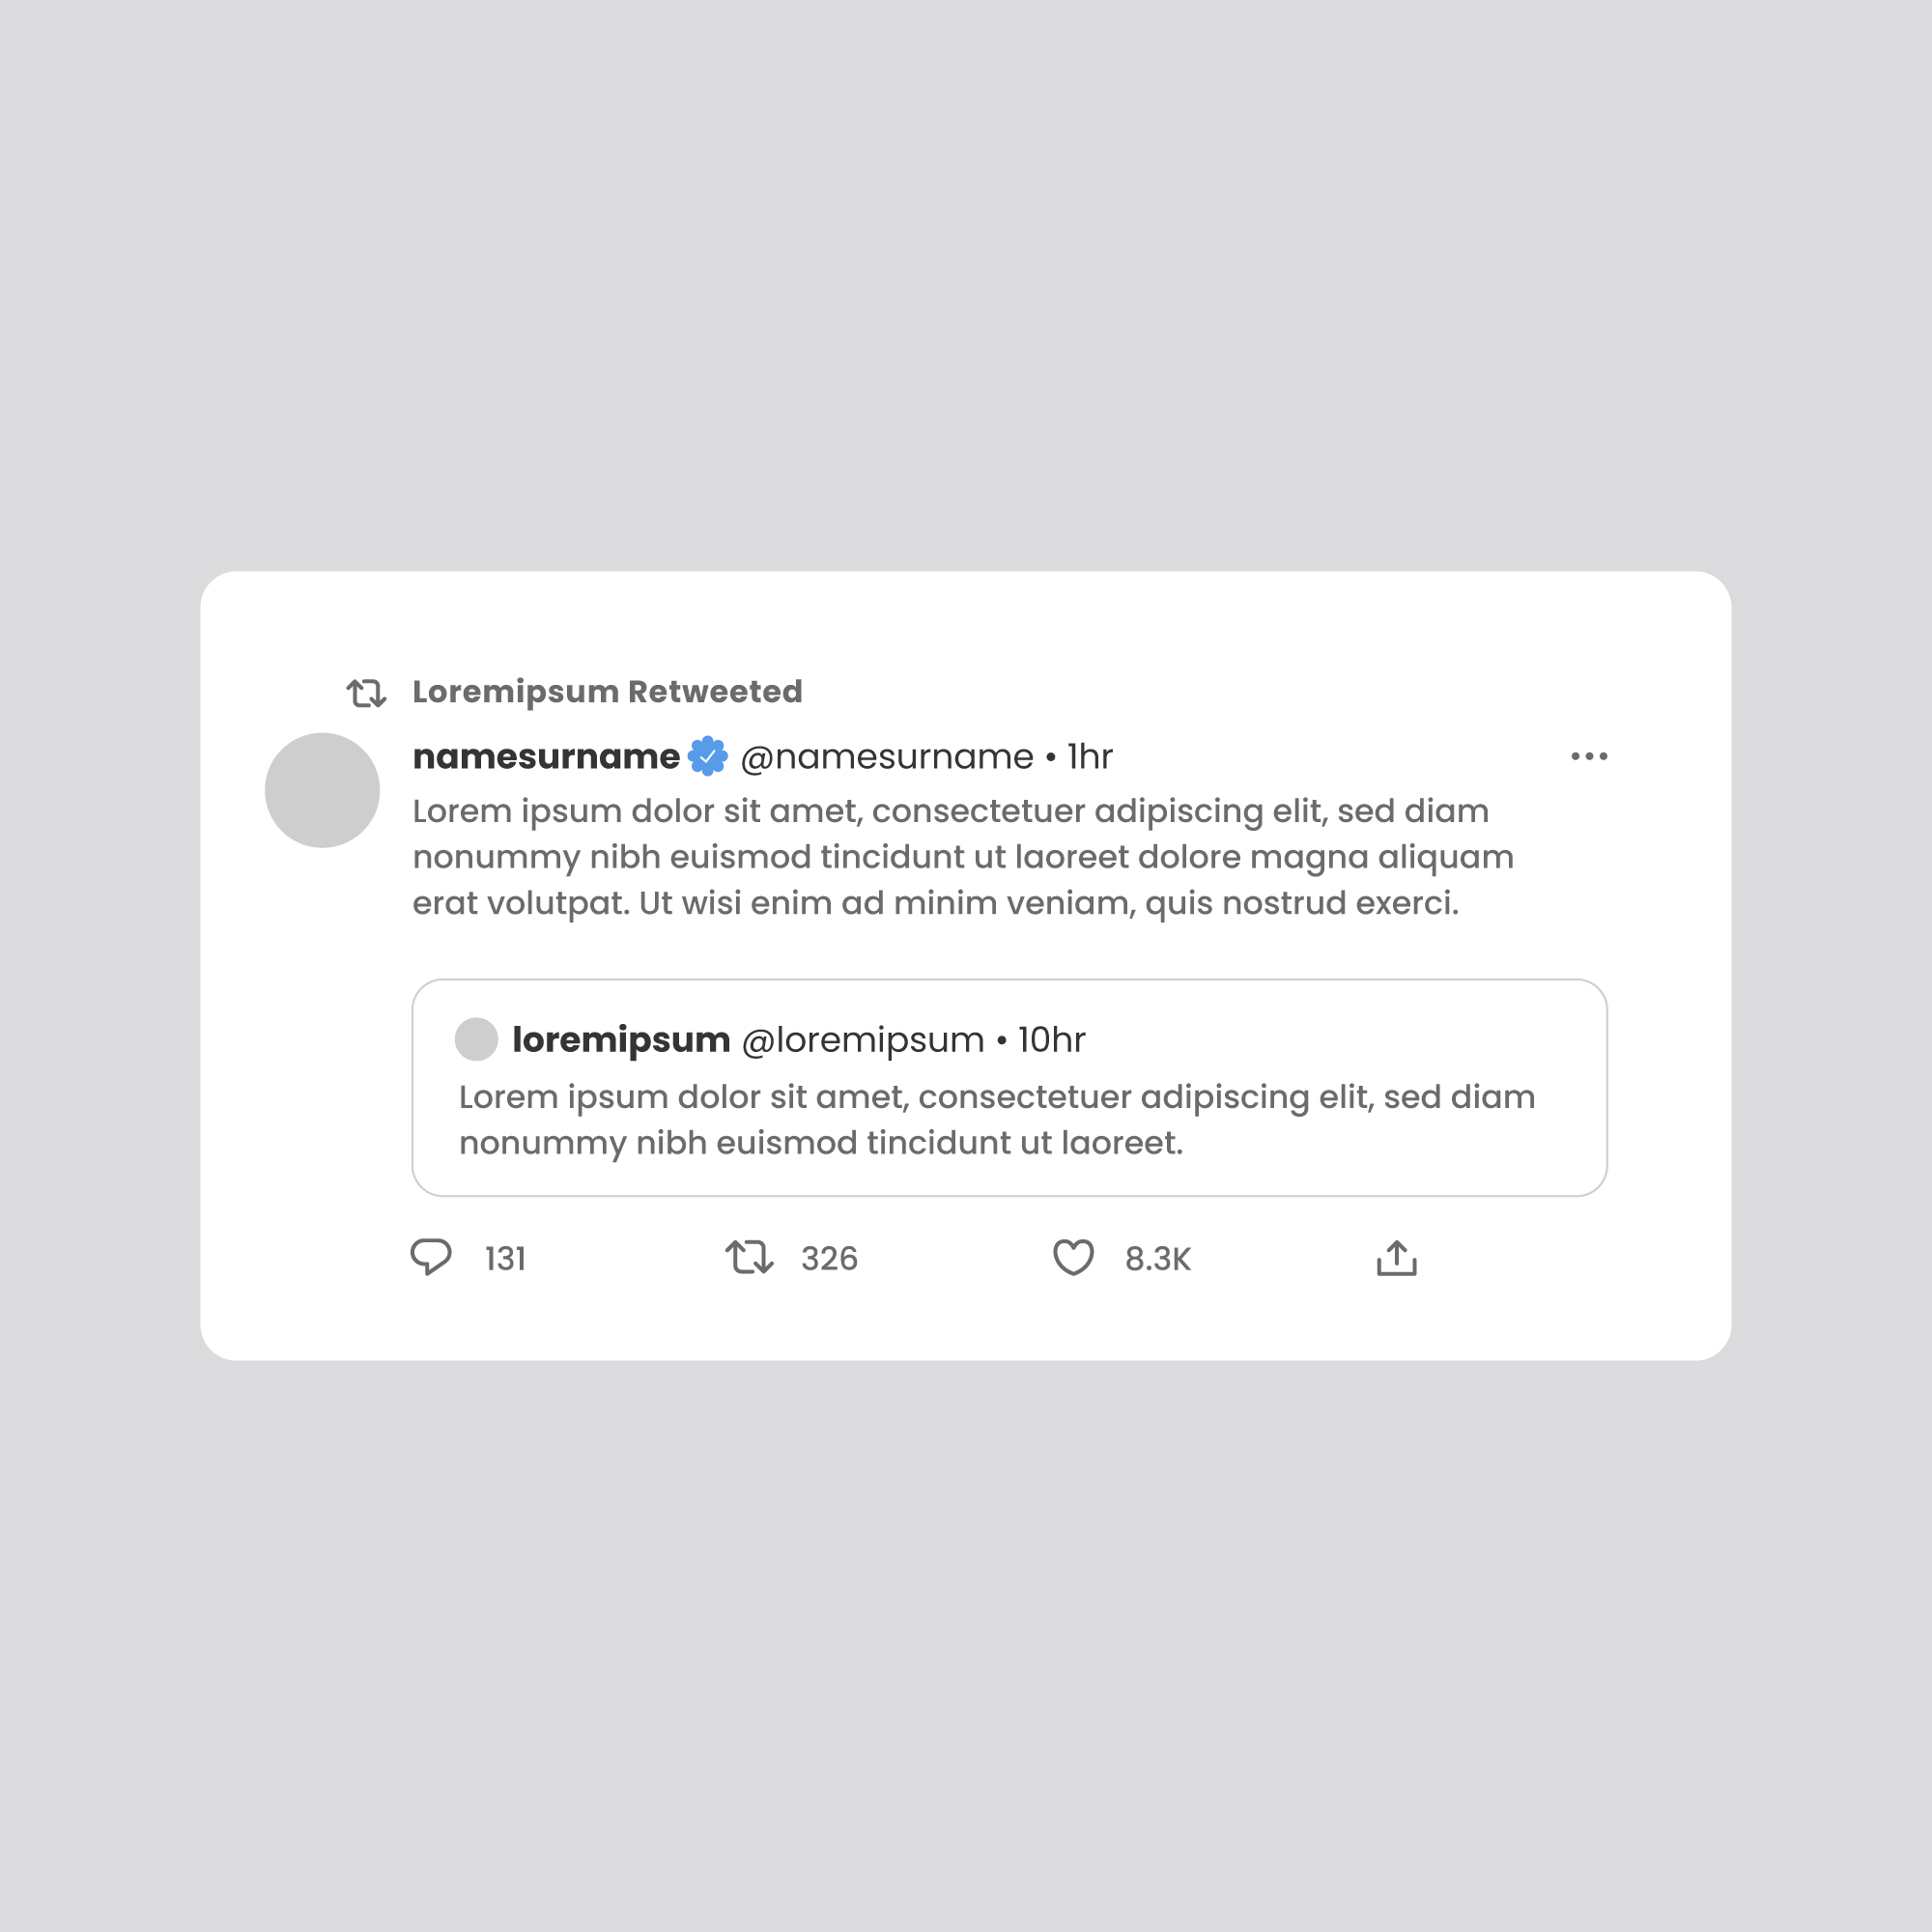 Loremipsum Retweeted
namesurname @namesurname • 1hr
Lorem ipsum dolor sit amet, consectetuer adipiscing elit, sed diam
nonummy nibh euismod tincidunt ut laoreet dolore magna aliquam
erat volutpat. Ut wisi enim ad minim veniam, quis nostrud exerci.
loremipsum @loremipsum • 10hr
Lorem ipsum dolor sit amet, consectetuer adipiscing elit, sed diam
nonummy nibh euismod tincidunt ut laoreet.
131 326 8.3K